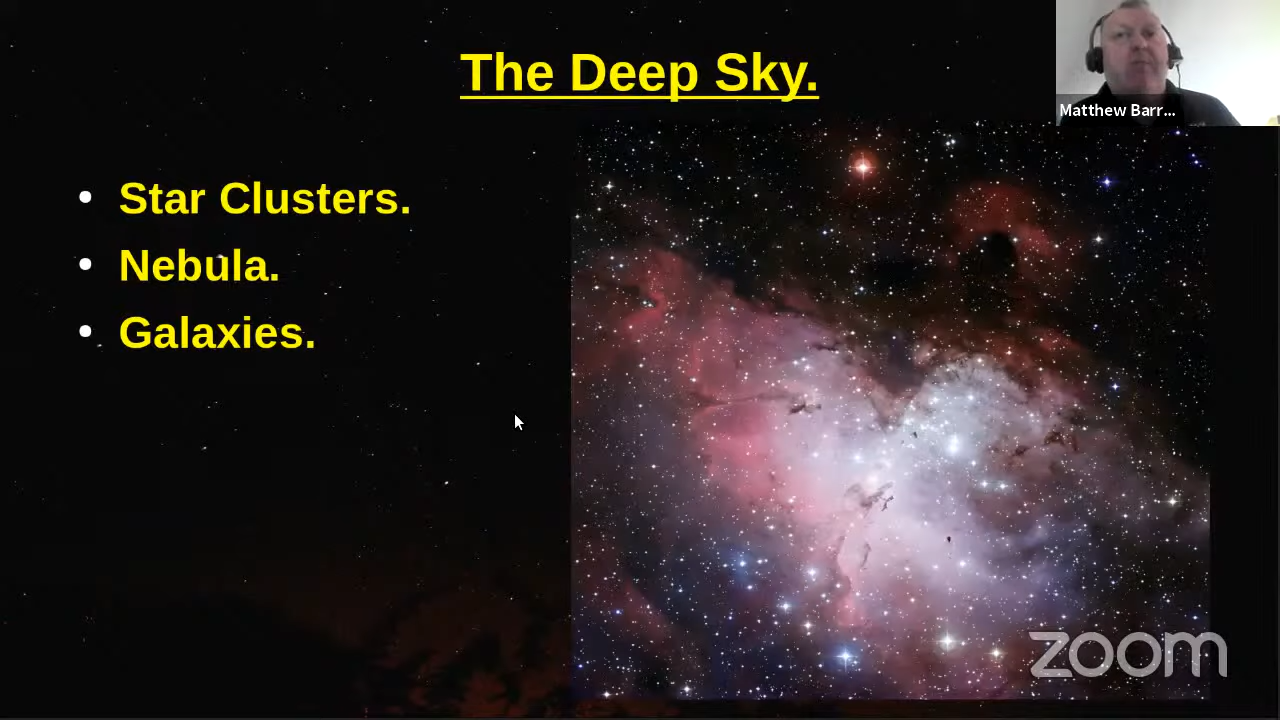 The Deep Sky.
Matthew Barr...
Star Clusters.
Nebula.
Galaxies.
zoom